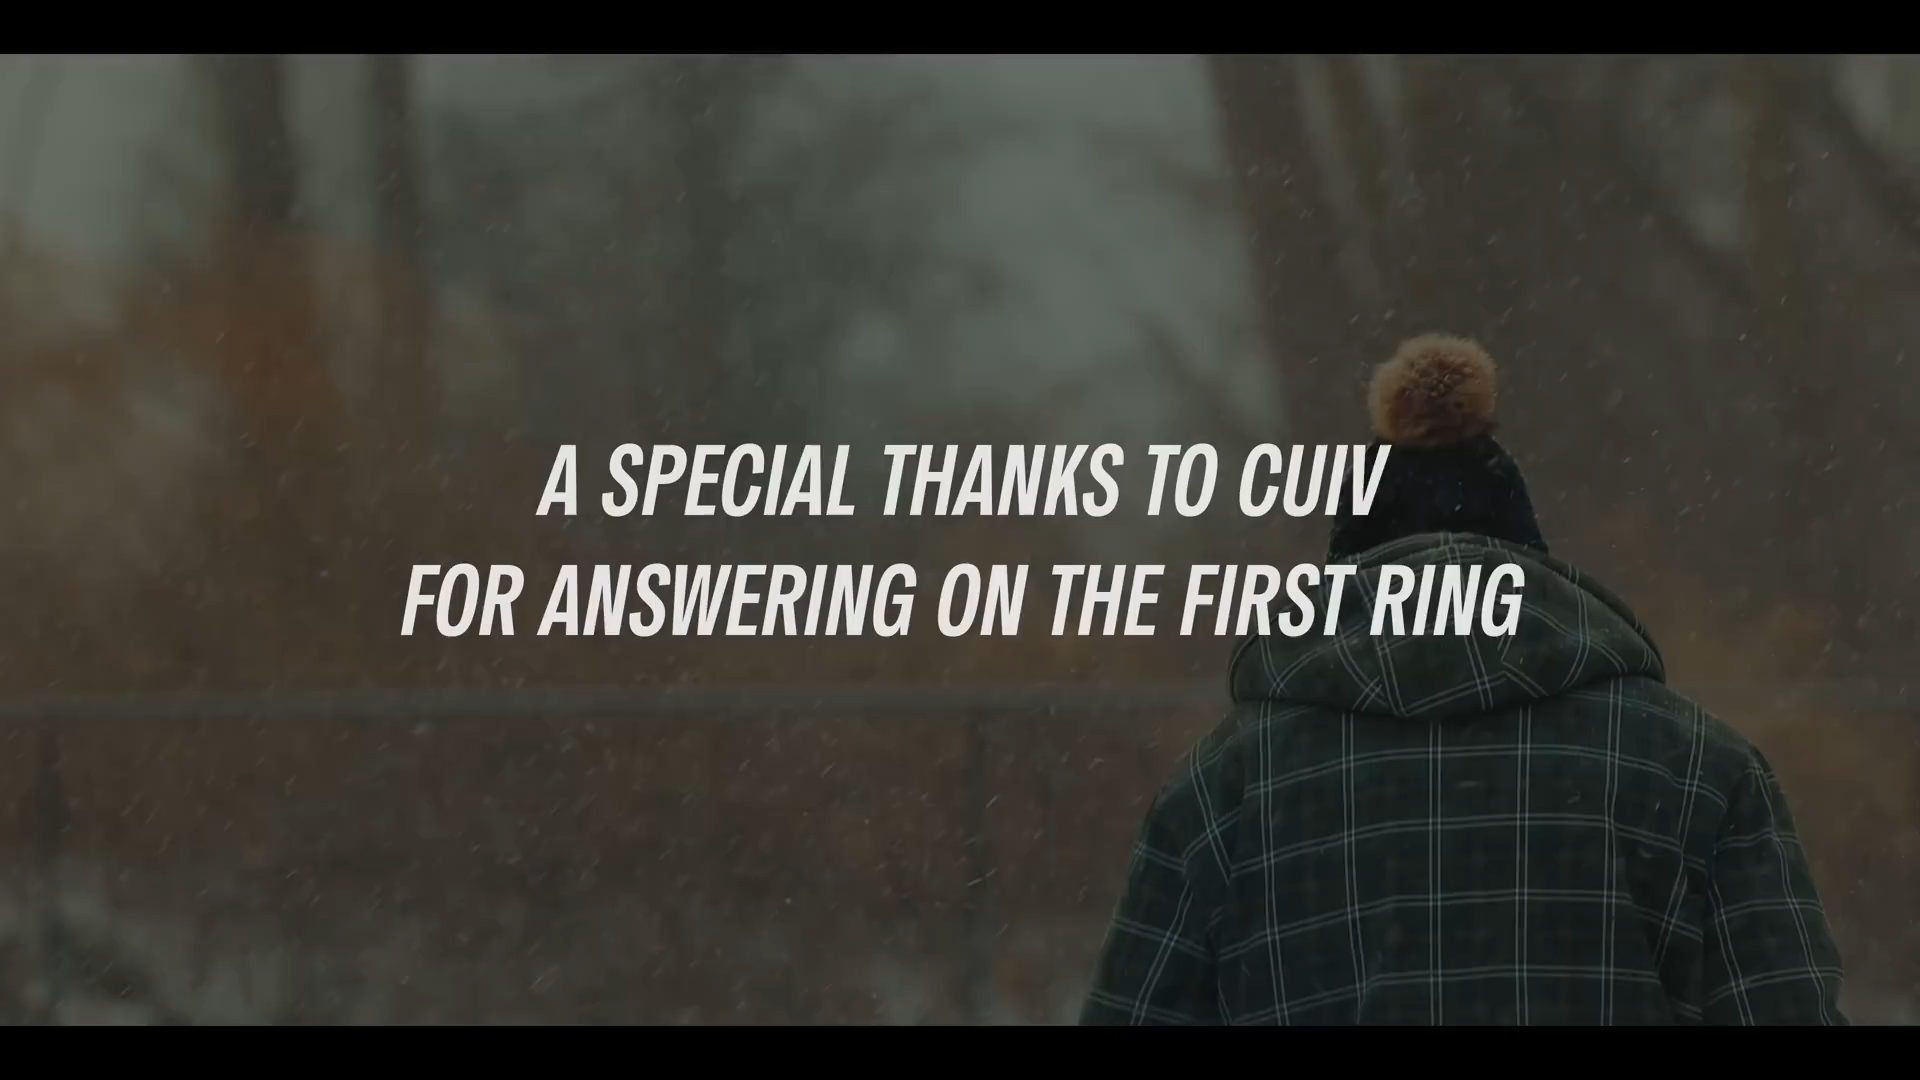 A SPECIAL THANKS TO CUIV
FOR ANSWERING ON THE FIRST RING